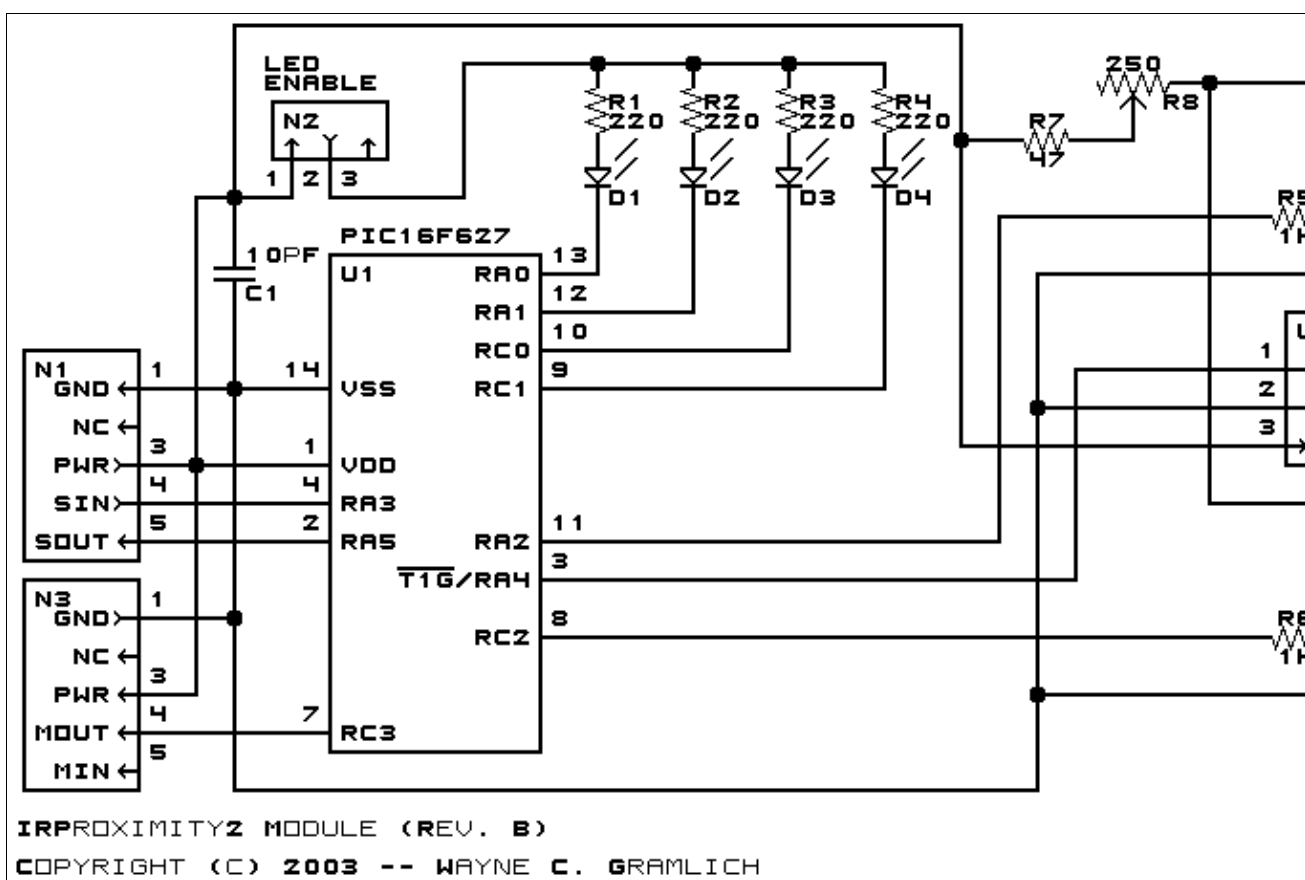 LED
ENABLE
N2
1 2 3
R1
220
R2
220
R3
220
R4
220
D1
D2
D3
D4
250
R8
R7
47
R5
R6
10PF
C1
PIC16F627
U1
RA0
13
RA1
12
RC0
10
RC1
9
VSS
14
VDD
1
RA3
4
RA5
2
RA2
11
T1G/RA4
3
RC2
8
RC3
7
N1
GND
1
NC
PWR
3
SIN
4
SOUT
5
N3
GND
1
NC
PWR
3
MOUT
4
MIN
5
1
2
3
IRPROXIMITY2 MODULE (REV. B)
COPYRIGHT (C) 2003 -- WAYNE C. GRAMLICH